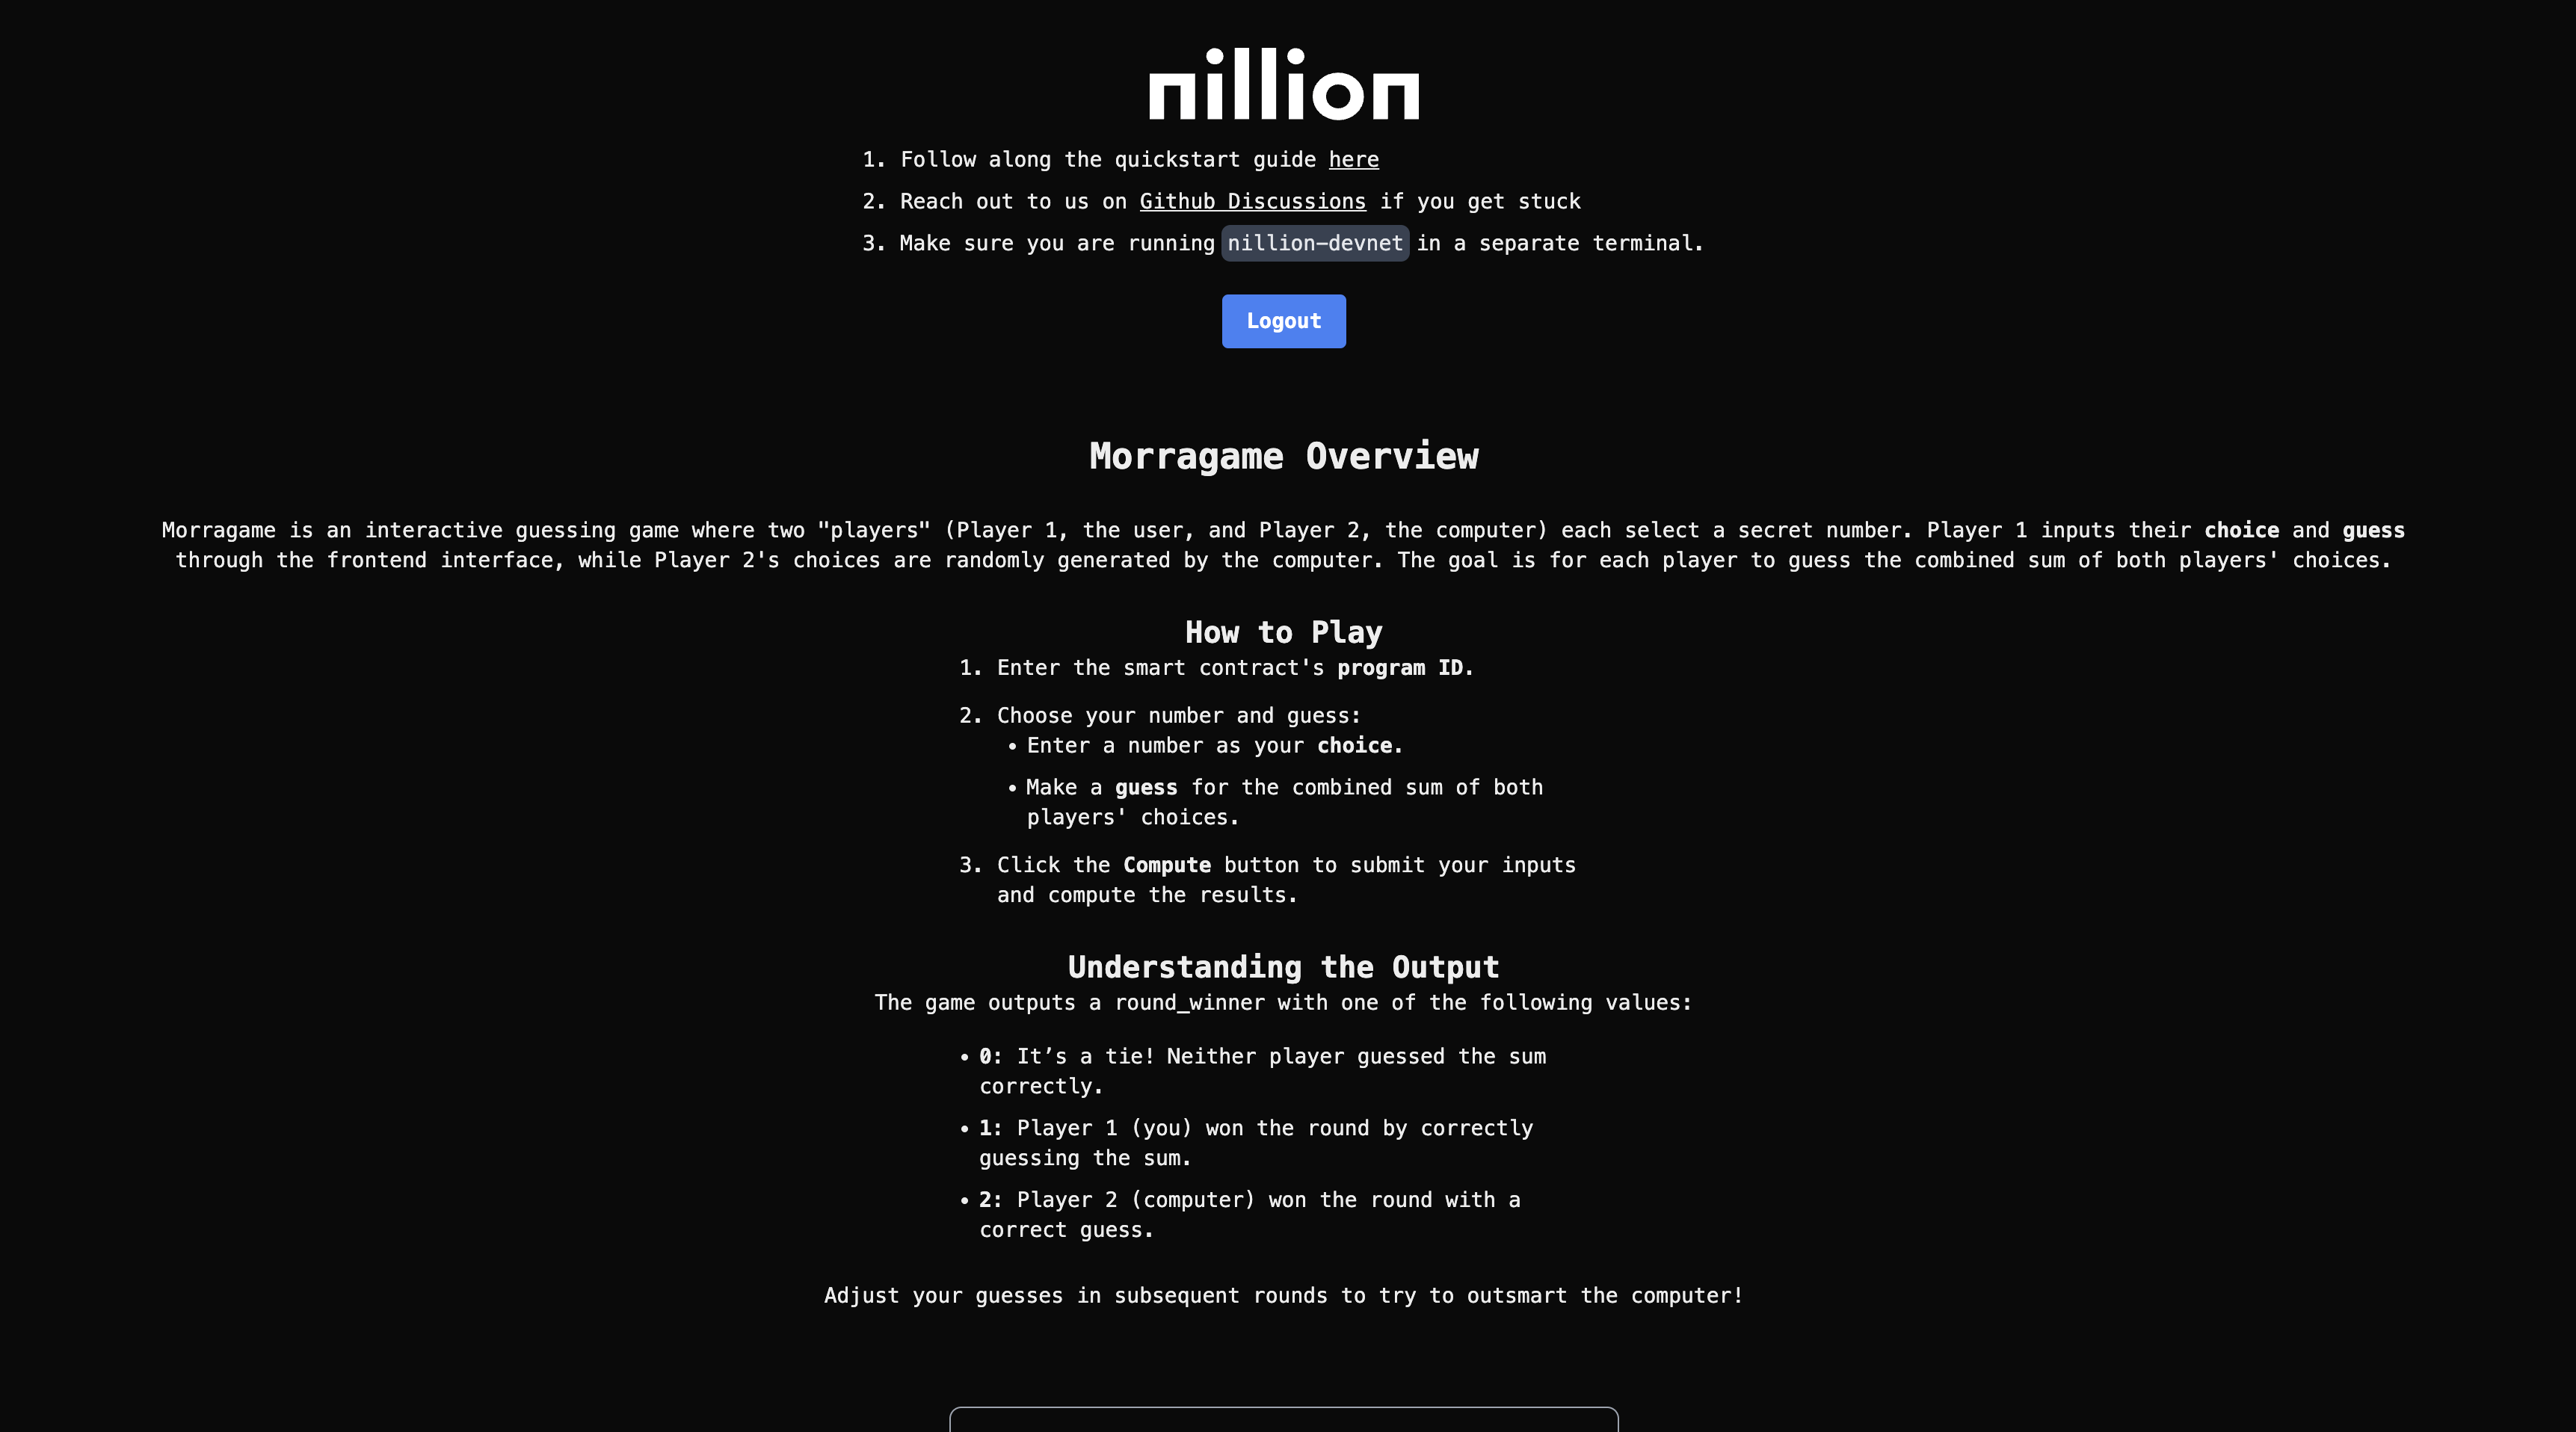 nillion
1. Follow along the quickstart guide here
2. Reach out to us on Github Discussions if you get stuck
3. Make sure you are running nillion-devnet in a separate terminal.
Logout
Morragame Overview
Morragame is an interactive guessing game where two "players" (Player 1, the user, and Player 2, the computer) each select a secret number. Player 1 inputs their choice and guess
through the frontend interface, while Player 2's choices are randomly generated by the computer. The goal is for each player to guess the combined sum of both players' choices.
How to Play
1. Enter the smart contract's program ID.
2. Choose your number and guess:
• Enter a number as your choice.
• Make a guess for the combined sum of both
players' choices.
3. Click the Compute button to submit your inputs
and compute the results.
Understanding the Output
The game outputs a round_winner with one of the following values:
• 0: It’s a tie! Neither player guessed the sum
correctly.
• 1: Player 1 (you) won the round by correctly
guessing the sum.
• 2: Player 2 (computer) won the round with a
correct guess.
Adjust your guesses in subsequent rounds to try to outsmart the computer!